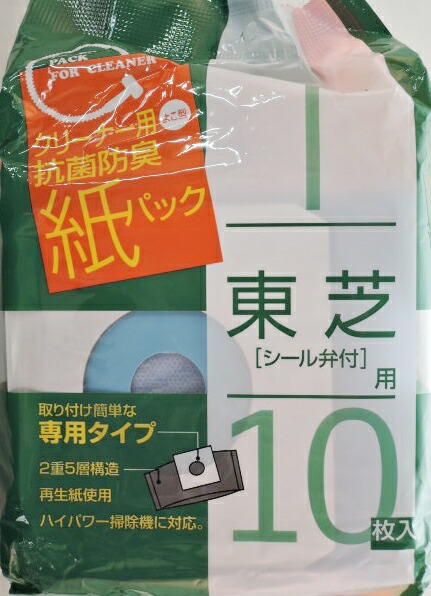 PACK
FOR CLEANER
クリーナー用
よこ型
抗菌防臭
紙パック
東芝
[シール弁付]
用
取り付け簡単な
専用タイプ
2重5層構造
再生紙使用
ハイパワー掃除機に対応。
10
枚入